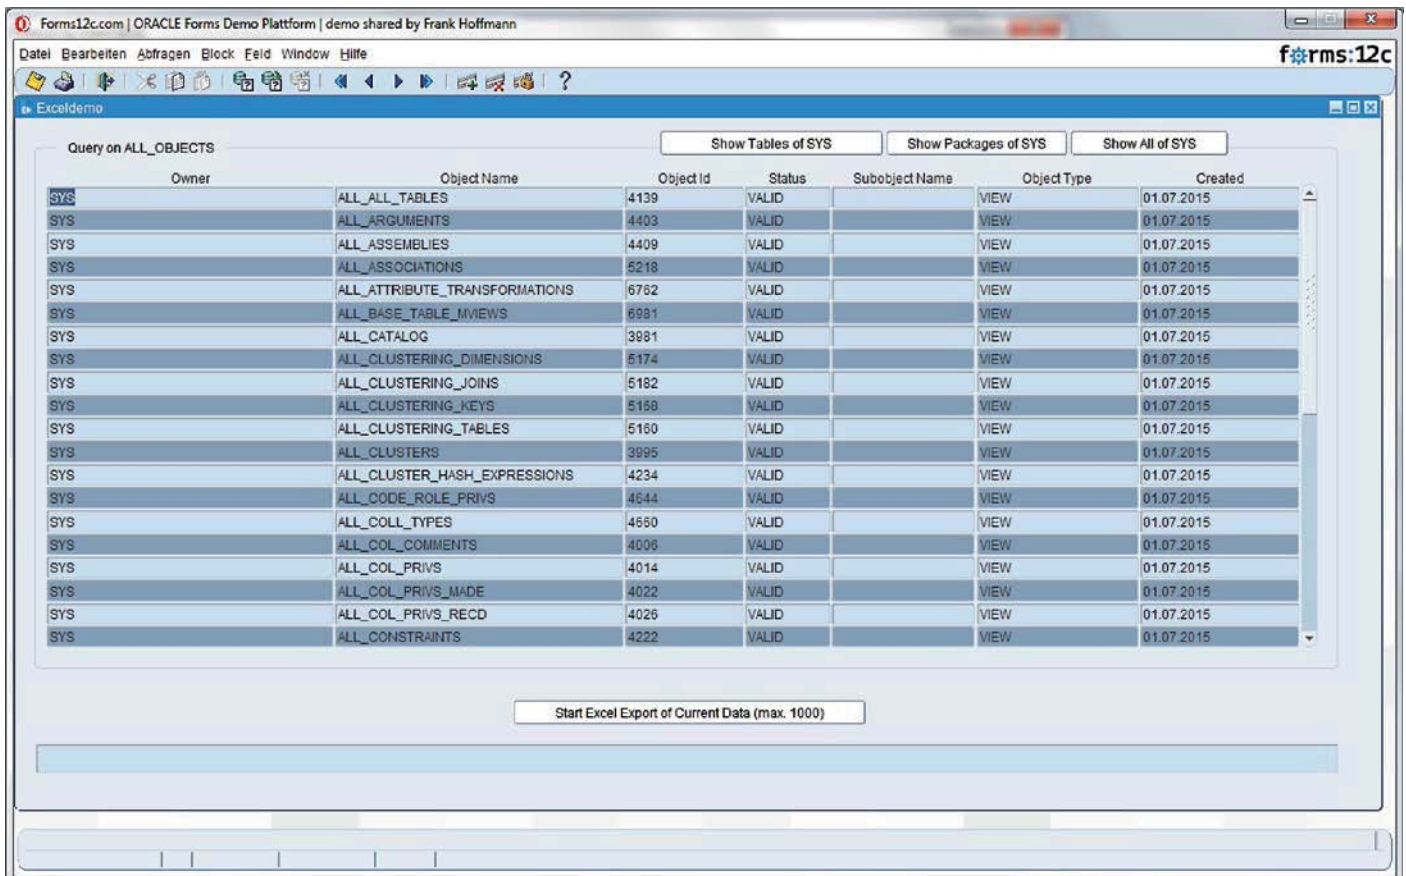 Forms12c.com | ORACLE Forms Demo Plattform | demo shared by Frank Hoffmann
Datei Bearbeiten Abfragen Block Feld Window Hilfe
forms:12c
Exceldemo
Query on ALL_OBJECTS
Show Tables of SYS Show Packages of SYS Show All of SYS
Owner Object Name Object Id Status Subobject Name Object Type Created
SYS ALL_ALL_TABLES 4139 VALID VIEW 01.07.2015
SYS ALL_ARGUMENTS 4403 VALID VIEW 01.07.2015
SYS ALL_ASSEMBLIES 4409 VALID VIEW 01.07.2015
SYS ALL_ASSOCIATIONS 5218 VALID VIEW 01.07.2015
SYS ALL_ATTRIBUTE_TRANSFORMATIONS 6762 VALID VIEW 01.07.2015
SYS ALL_BASE_TABLE_MVIEWS 6981 VALID VIEW 01.07.2015
SYS ALL_CATALOG 3981 VALID VIEW 01.07.2015
SYS ALL_CLUSTERING_DIMENSIONS 5174 VALID VIEW 01.07.2015
SYS ALL_CLUSTERING_JOINS 5182 VALID VIEW 01.07.2015
SYS ALL_CLUSTERING_KEYS 5168 VALID VIEW 01.07.2015
SYS ALL_CLUSTERING_TABLES 5160 VALID VIEW 01.07.2015
SYS ALL_CLUSTERS 3995 VALID VIEW 01.07.2015
SYS ALL_CLUSTER_HASH_EXPRESSIONS 4234 VALID VIEW 01.07.2015
SYS ALL_CODE_ROLE_PRIVS 4644 VALID VIEW 01.07.2015
SYS ALL_COLL_TYPES 4660 VALID VIEW 01.07.2015
SYS ALL_COL_COMMENTS 4006 VALID VIEW 01.07.2015
SYS ALL_COL_PRIVS 4014 VALID VIEW 01.07.2015
SYS ALL_COL_PRIVS_MADE 4022 VALID VIEW 01.07.2015
SYS ALL_COL_PRIVS_RECD 4026 VALID VIEW 01.07.2015
SYS ALL_CONSTRAINTS 4222 VALID VIEW 01.07.2015
Start Excel Export of Current Data (max. 1000)